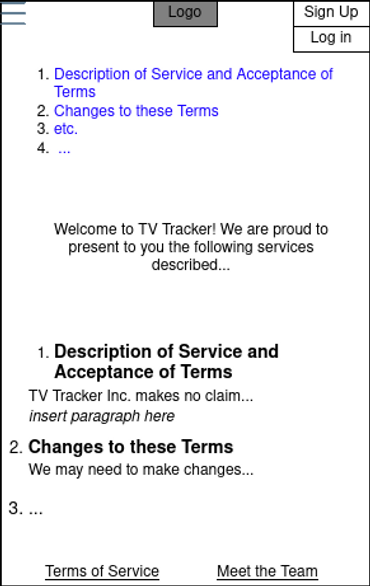 Logo
Sign Up
Log in
1. Description of Service and Acceptance of
Terms
2. Changes to these Terms
3. etc.
4. ...
Welcome to TV Tracker! We are proud to
present to you the following services
described...
1. Description of Service and
Acceptance of Terms
TV Tracker Inc. makes no claim...
insert paragraph here
2. Changes to these Terms
We may need to make changes...
3. ...
Terms of Service
Meet the Team